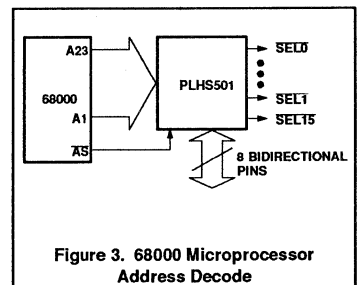 A23
SEL0
PLHS501
68000
SEL1
A1
SEL15
AS
8 BIDIRECTIONAL
PINS
Figure 3. 68000 Microprocessor
Address Decode